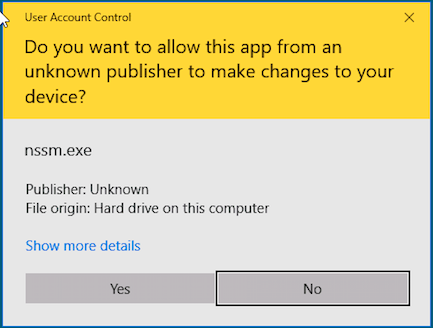 User Account Control
Do you want to allow this app from an
unknown publisher to make changes to your
device?
nssm.exe
Publisher: Unknown
File origin: Hard drive on this computer
Show more details
Yes
No